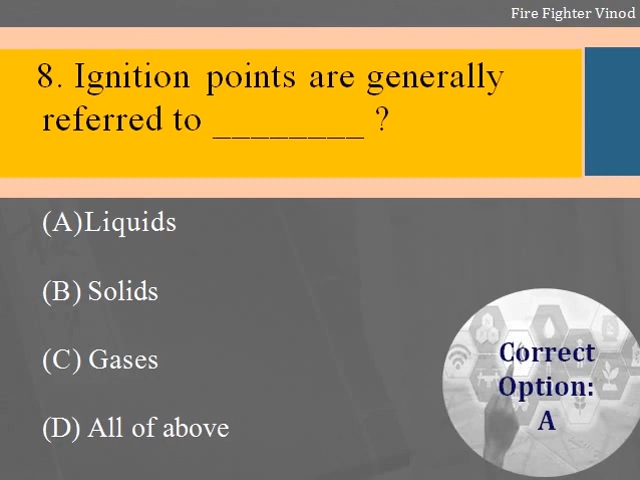 Fire Fighter Vinod
8. Ignition points are generally
referred to ________ ?
(A)Liquids
(B) Solids
(C) Gases
(D) All of above
Correct
Option:
A